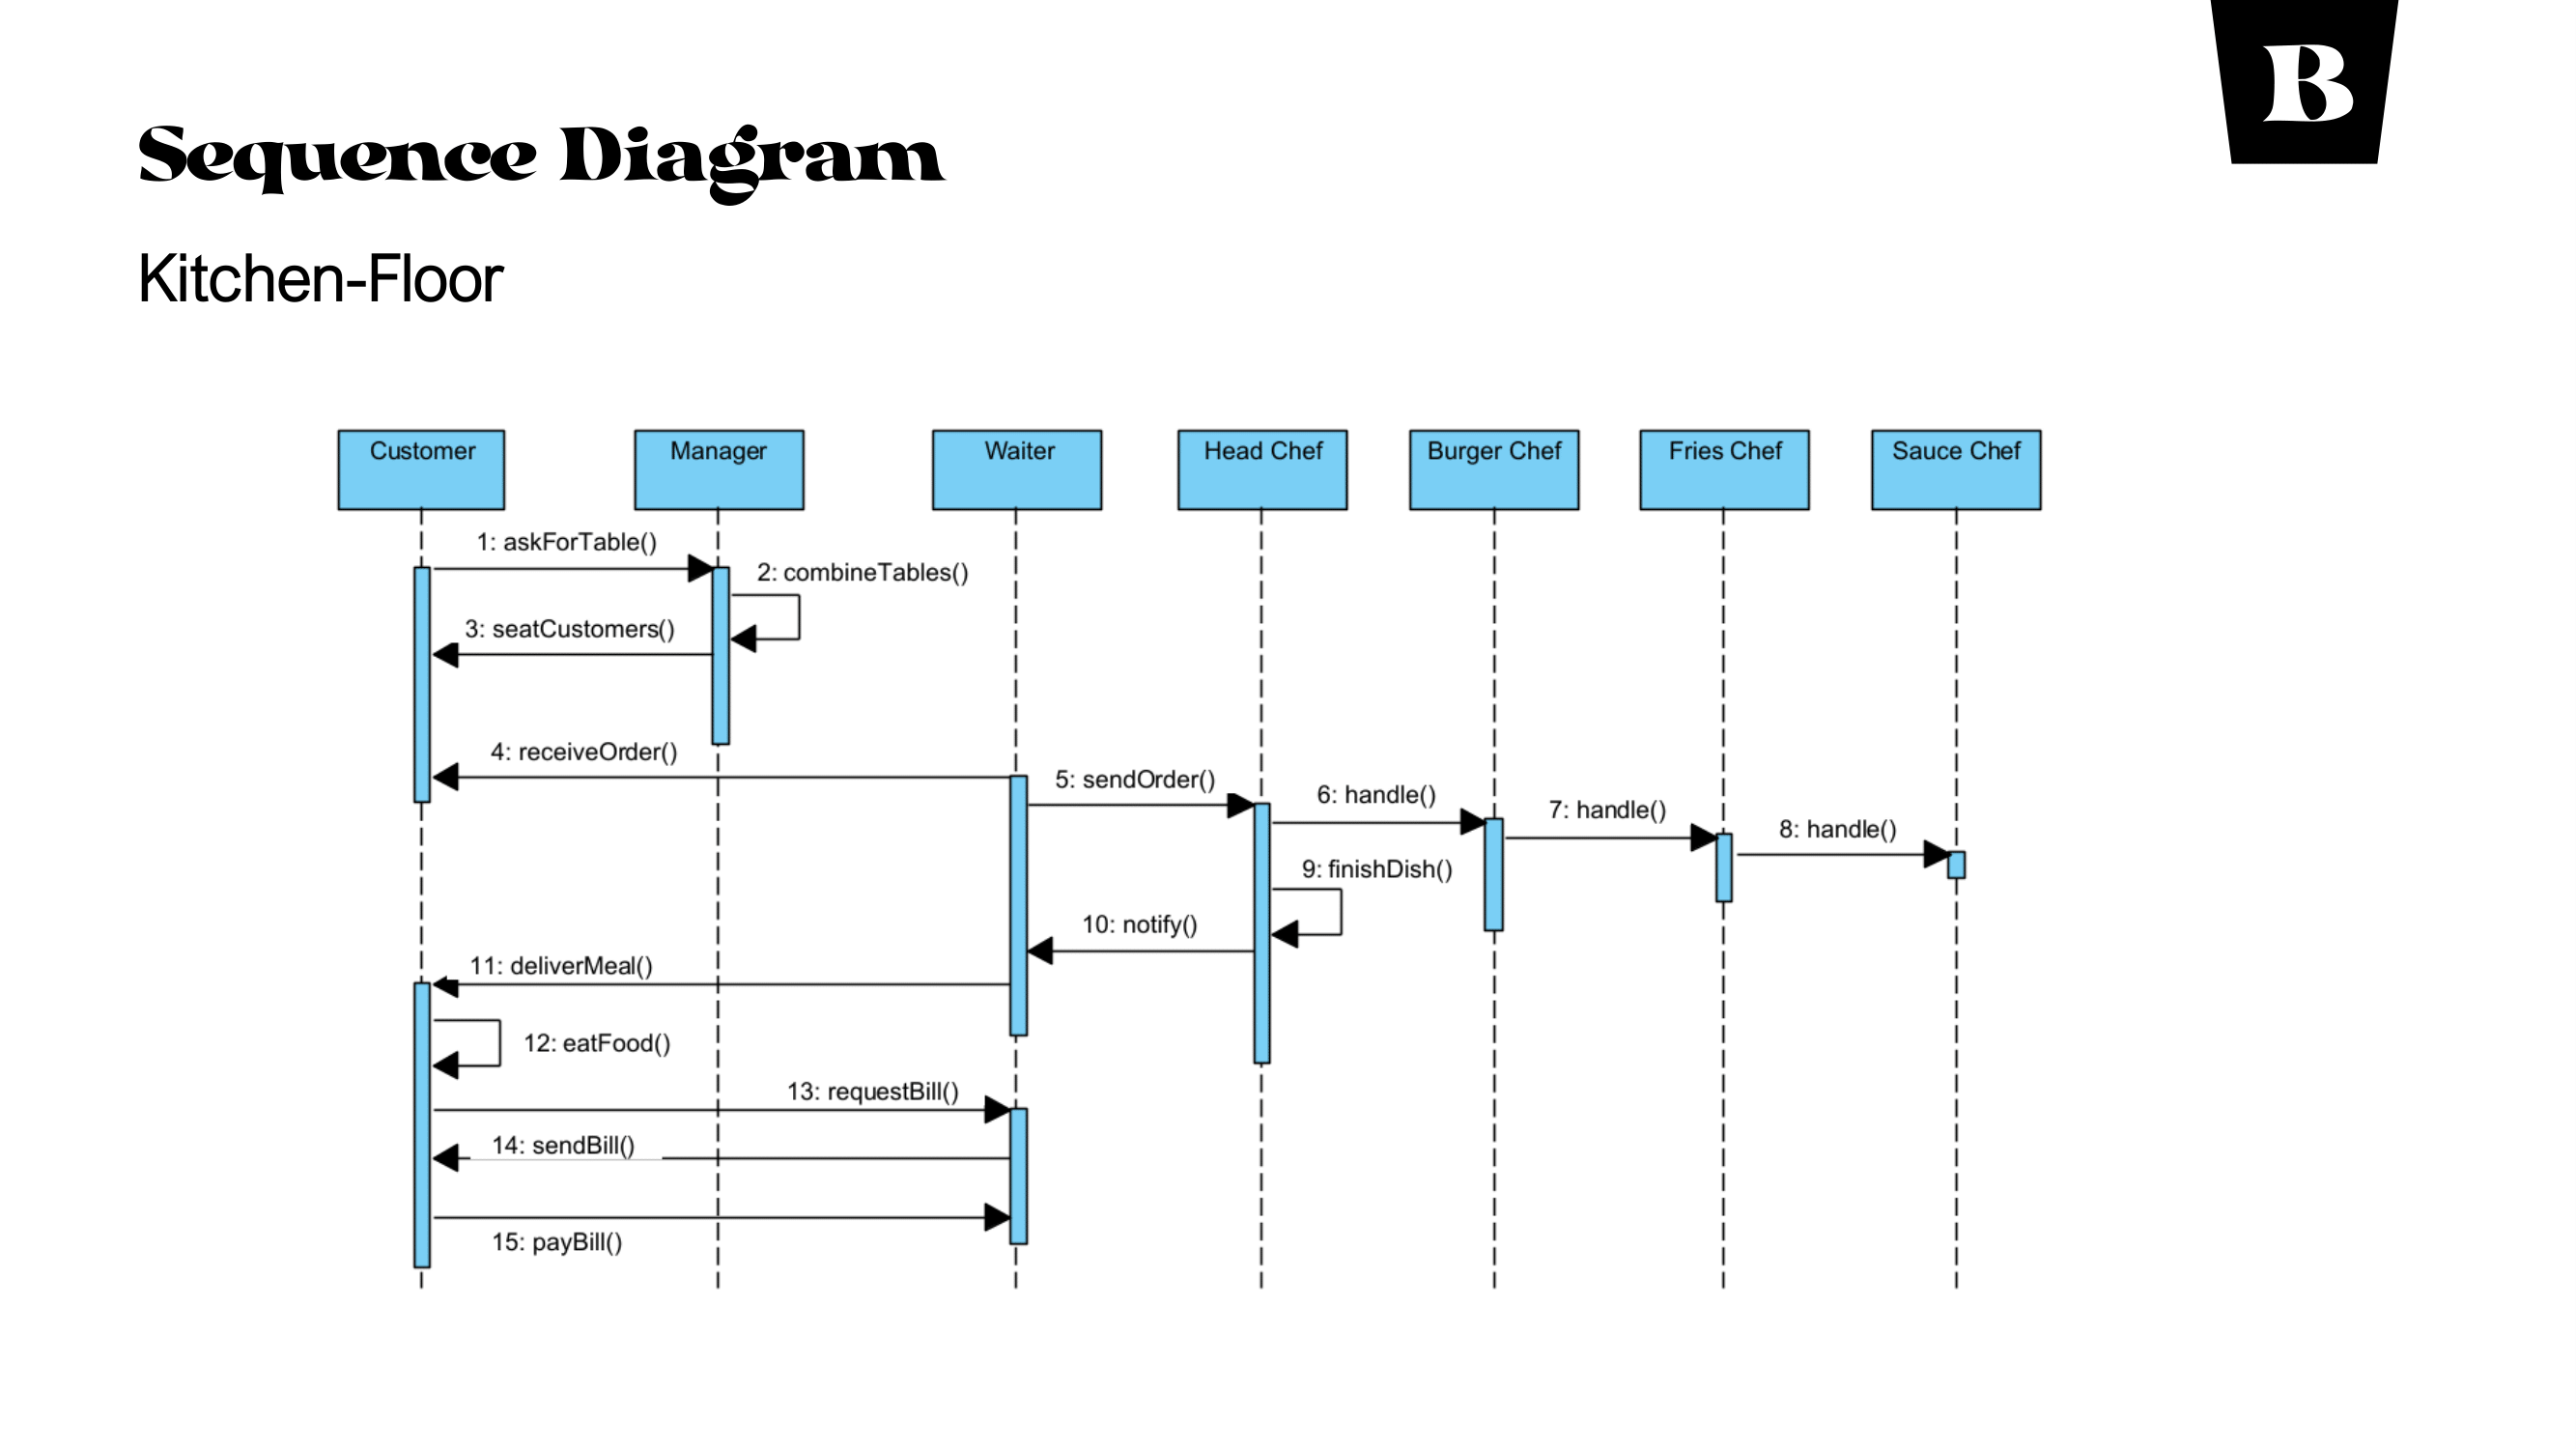 B
Sequence Diagram
Kitchen-Floor
Customer
Manager
Waiter
Head Chef
Burger Chef
Fries Chef
Sauce Chef
1: askForTable()
2: combineTables()
3: seatCustomers()
4: receiveOrder()
5: sendOrder()
6: handle()
7: handle()
8: handle()
9: finishDish()
10: notify()
11: deliverMeal()
12: eatFood()
13: requestBill()
14: sendBill()
15: payBill()